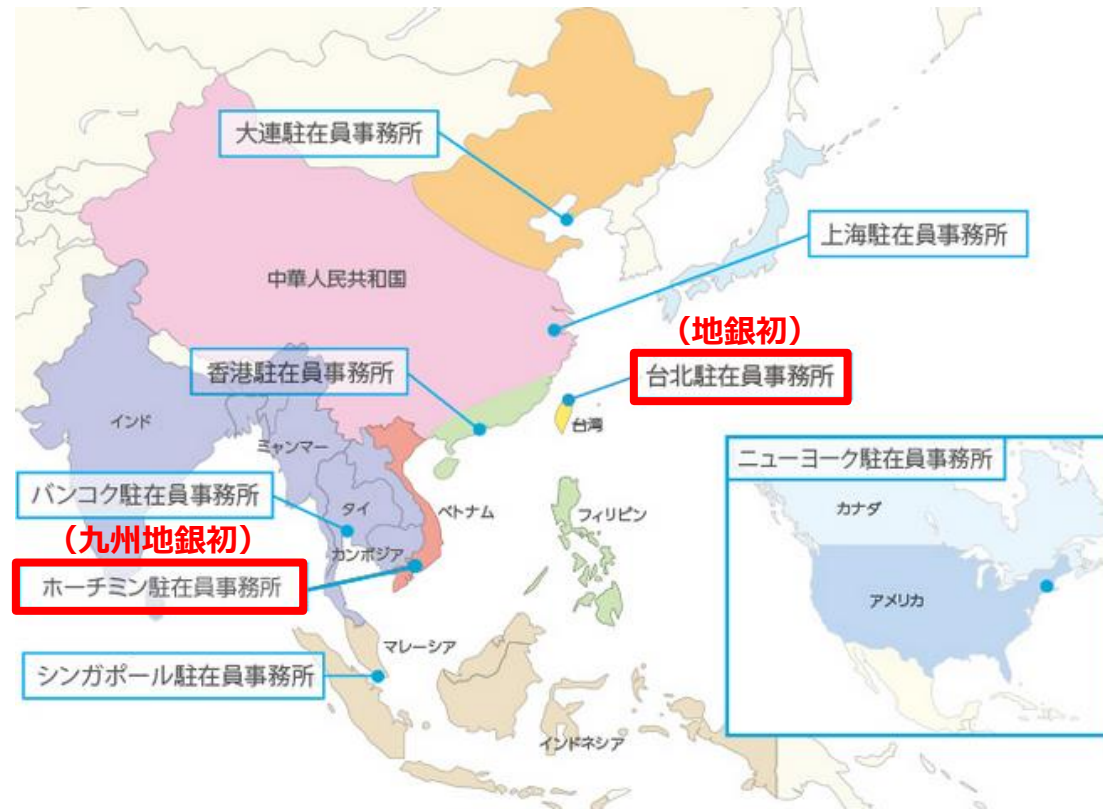 大連駐在員事務所
上海駐在員事務所
中華人民共和国
（地銀初）
香港駐在員事務所
台北駐在員事務所
インド
台湾
ミャンマー
ニューヨーク駐在員事務所
バンコク駐在員事務所
タイ
ベトナム
フィリピン
カナダ
（九州地銀初）
カンボジア
ホーチミン駐在員事務所
アメリカ
マレーシア
シンガポール駐在員事務所
インドネシア